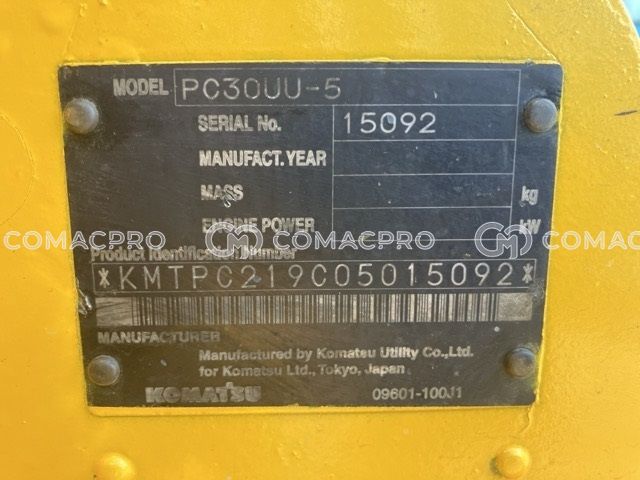 MODEL PC30UU-5
SERIAL No. 15092
MANUFACT. YEAR
MASS kg
ENGINE POWER kW
COMACPRO COMACPRO COMACPRO
Product Identification Number
*KMTPC219C05015092*
MANUFACTURER
Manufactured by Komatsu Utility Co.,Ltd.
for Komatsu Ltd., Tokyo, Japan
KOMATSU 09601-100J1